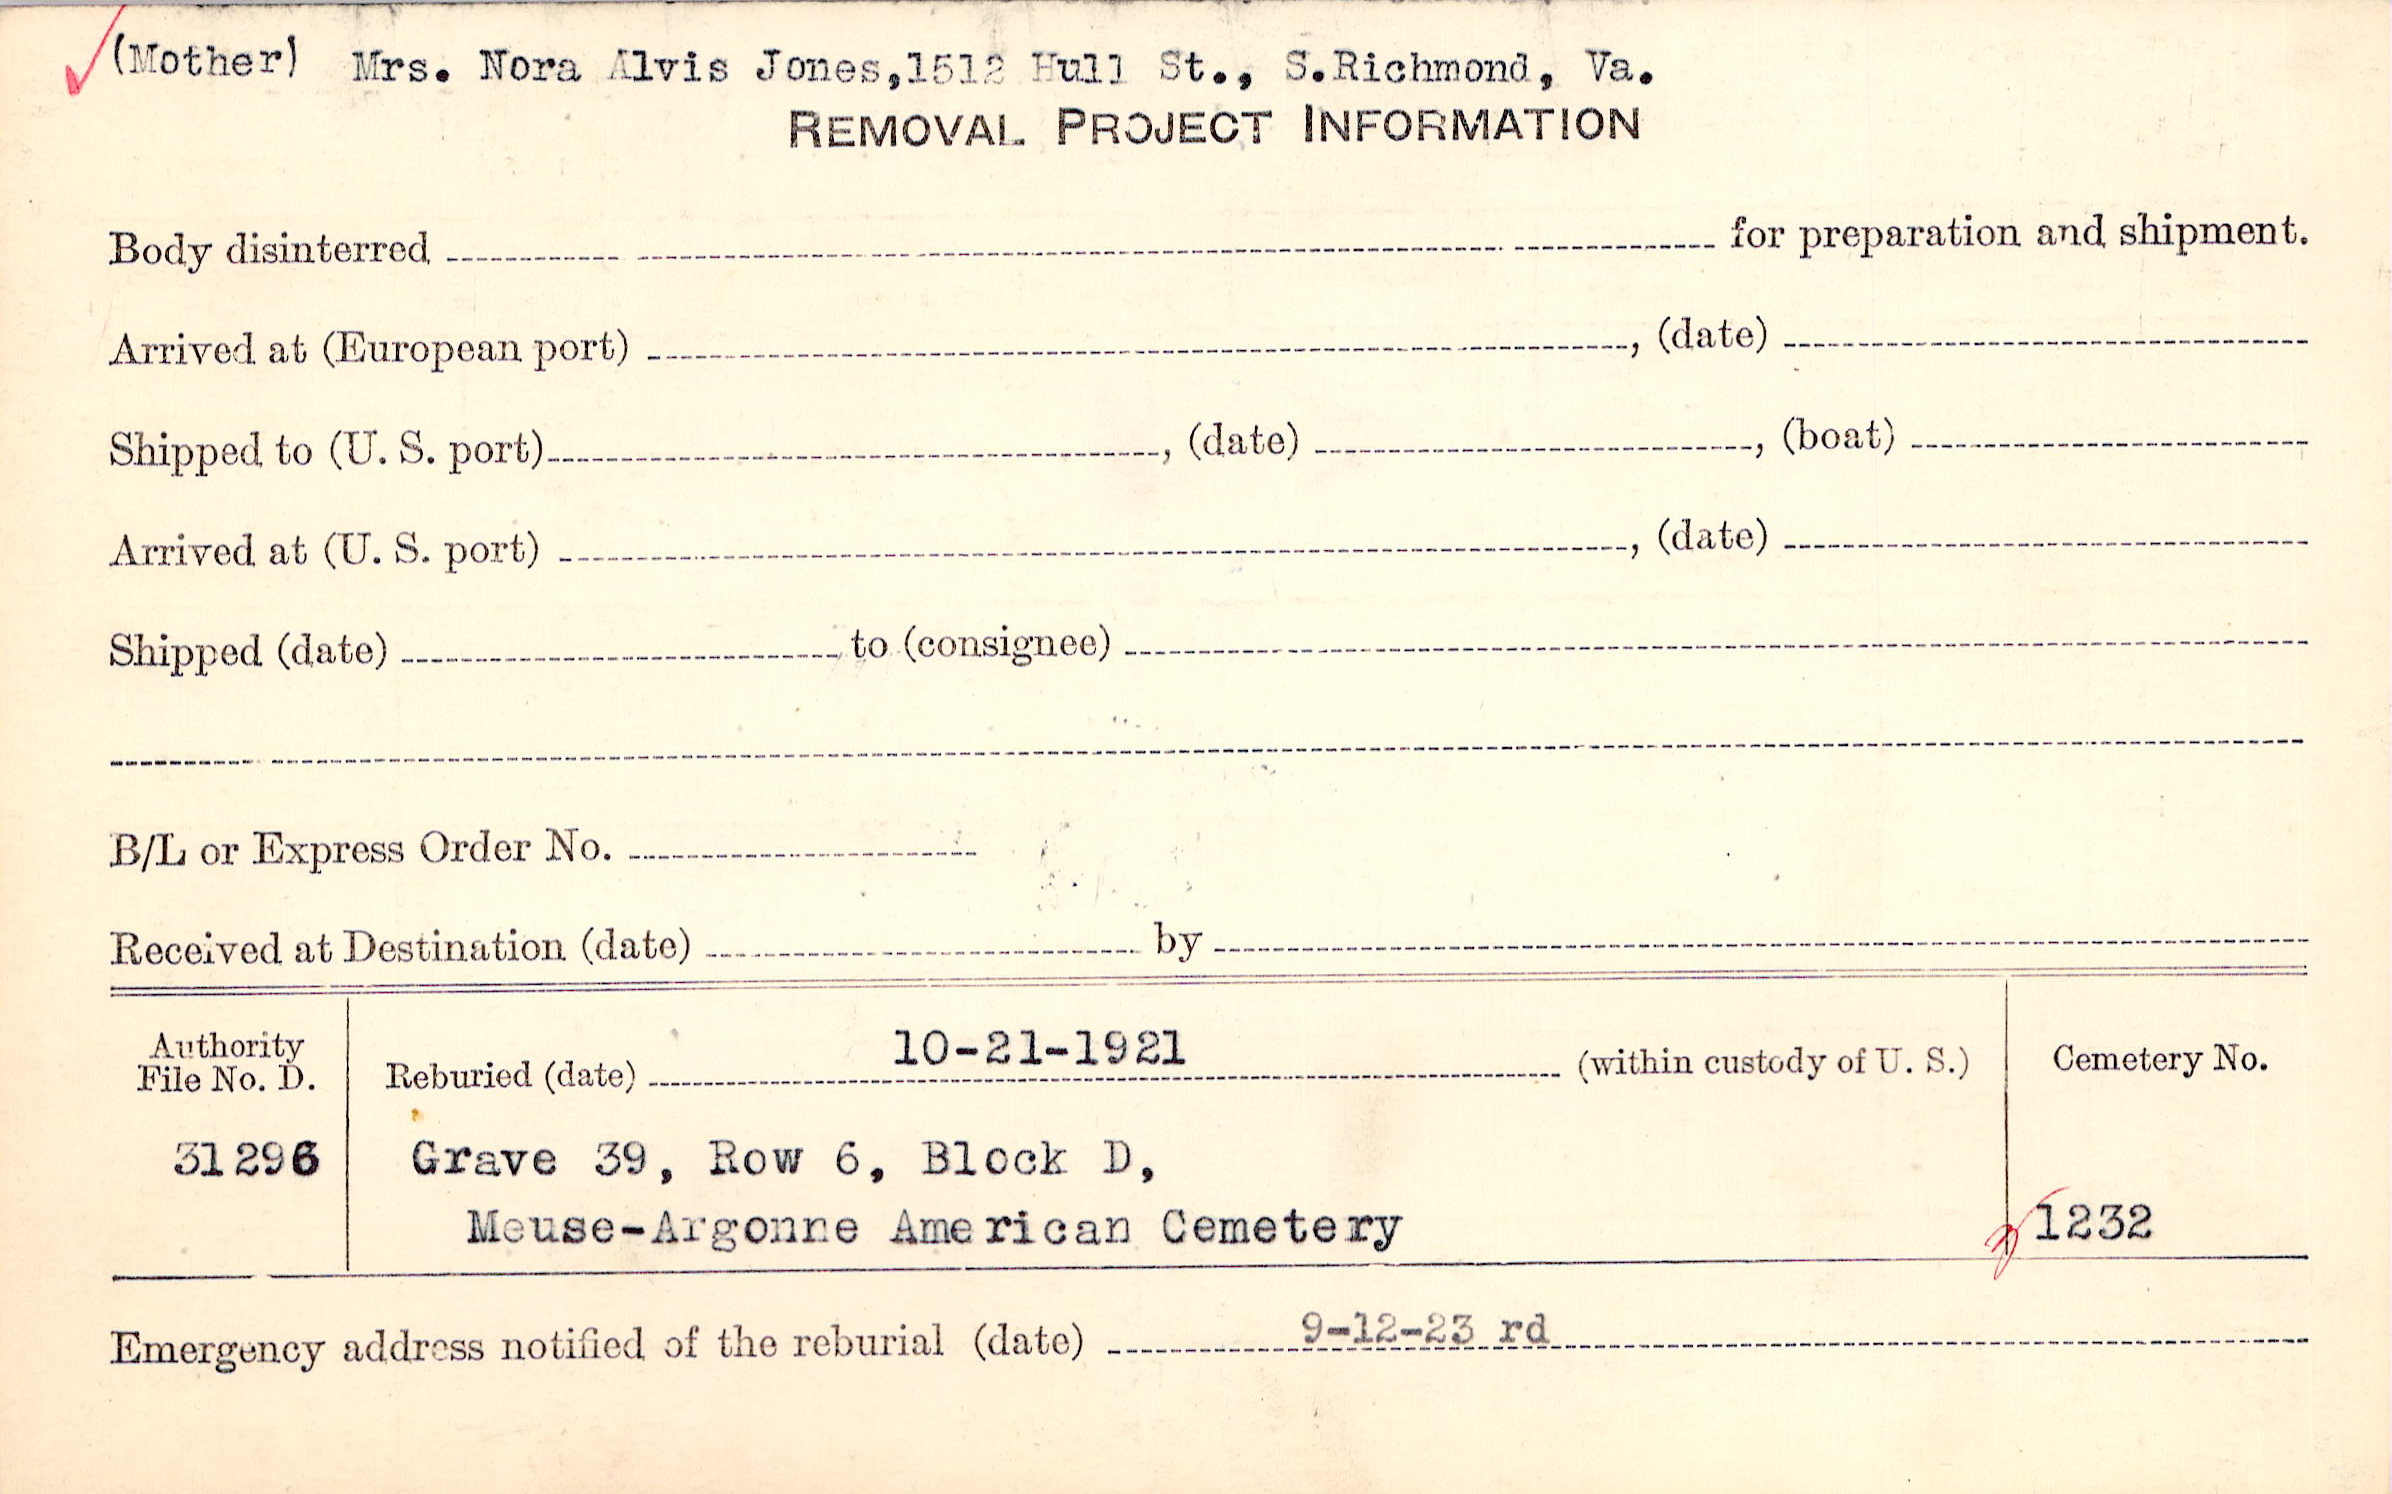 (Mother) Mrs. Nora Alvis Jones,1512 Hull St., S.Richmond, Va.
REMOVAL PROJECT INFORMATION
Body disinterred ........ for preparation and shipment.
Arrived at (European port) ........, (date) ........
Shipped to (U. S. port)........, (date) ........, (boat) ........
Arrived at (U. S. port) ........, (date) ........
Shipped (date) ........ to (consignee) ........
B/L or Express Order No. ........
Received at Destination (date) ........ by ........
Authority
File No. D.
31296
Reburied (date) 10-21-1921 (within custody of U. S.)
Grave 39, Row 6, Block D,
Meuse-Argonne American Cemetery
Cemetery No.
1232
Emergency address notified of the reburial (date) 9-12-23 rd